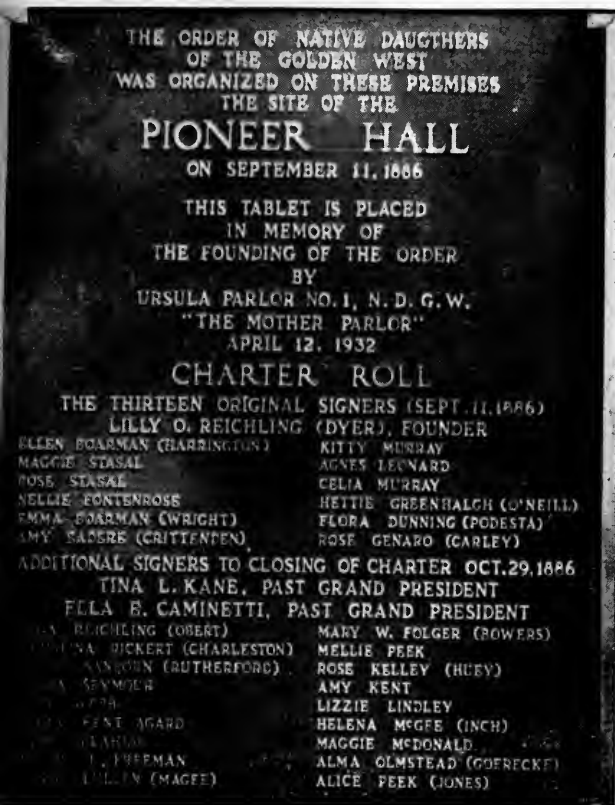 THE ORDER OF NATIVE DAUGTHERS
OF THE GOLDEN WEST
WAS ORGANIZED ON THESE PREMISES
THE SITE OF THE
PIONEER HALL
ON SEPTEMBER 11, 1886
THIS TABLET IS PLACED
IN MEMORY OF
THE FOUNDING OF THE ORDER
BY
URSULA PARLOR NO. 1, N. D. G. W.
"THE MOTHER PARLOR"
APRIL 12, 1932
CHARTER ROLL
THE THIRTEEN ORIGINAL SIGNERS (SEPT. 11, 1886)
LILLY O. REICHLING (DYER), FOUNDER
ELLEN BOARMAN (HARRINGTON) KITTY MURRAY
MAGGIE STASAL AGNES LEONARD
ROSE STASAL CELIA MURRAY
NELLIE FONTENROSE HETTIE GREENHALGH (O'NEILL)
EMMA BOARMAN (WRIGHT) FLORA DUNNING (PODESTA)
AMY (CRITTENDEN) ROSE GENARO (CARLEY)
ADDITIONAL SIGNERS TO CLOSING OF CHARTER OCT. 29, 1886
TINA L. KANE, PAST GRAND PRESIDENT
ELLA E. CAMINETTI, PAST GRAND PRESIDENT
REICHLING (OBERT) MARY W. FOLGER (BOWERS)
RICKERT (CHARLESTON) MELLIE PEEK
SANBORN (RUTHERFORD) ROSE KELLEY (HUEY)
SEYMOUR AMY KENT
LIZZIE LINDLEY
KENT AGARD HELENA McGEE (INCH)
MAGGIE McDONALD
FREEMAN ALMA OLMSTEAD (GOERECKE)
(MAGEE) ALICE PEEK (JONES)